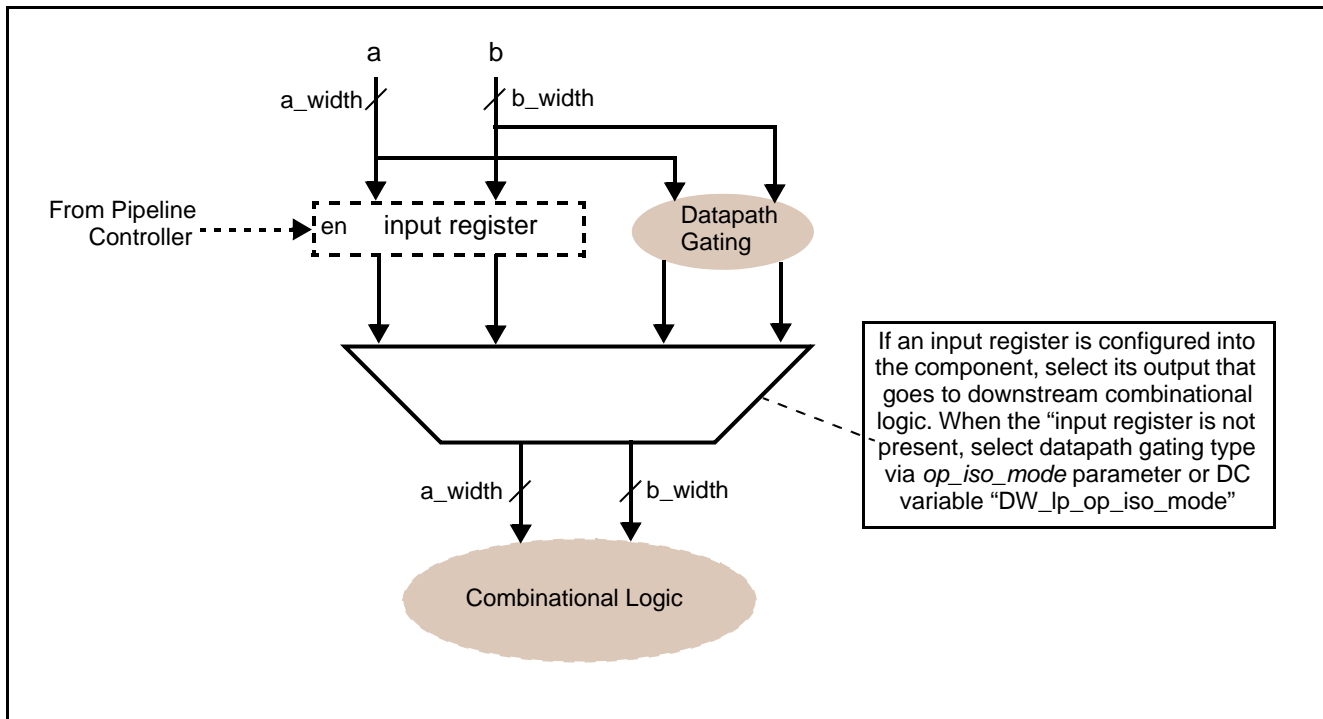 a
b
a_width
b_width
From Pipeline
Controller
en
input register
Datapath
Gating
If an input register is configured into
the component, select its output that
goes to downstream combinational
logic. When the “input register is not
present, select datapath gating type
via op_iso_mode parameter or DC
variable “DW_lp_op_iso_mode”
a_width
b_width
Combinational Logic